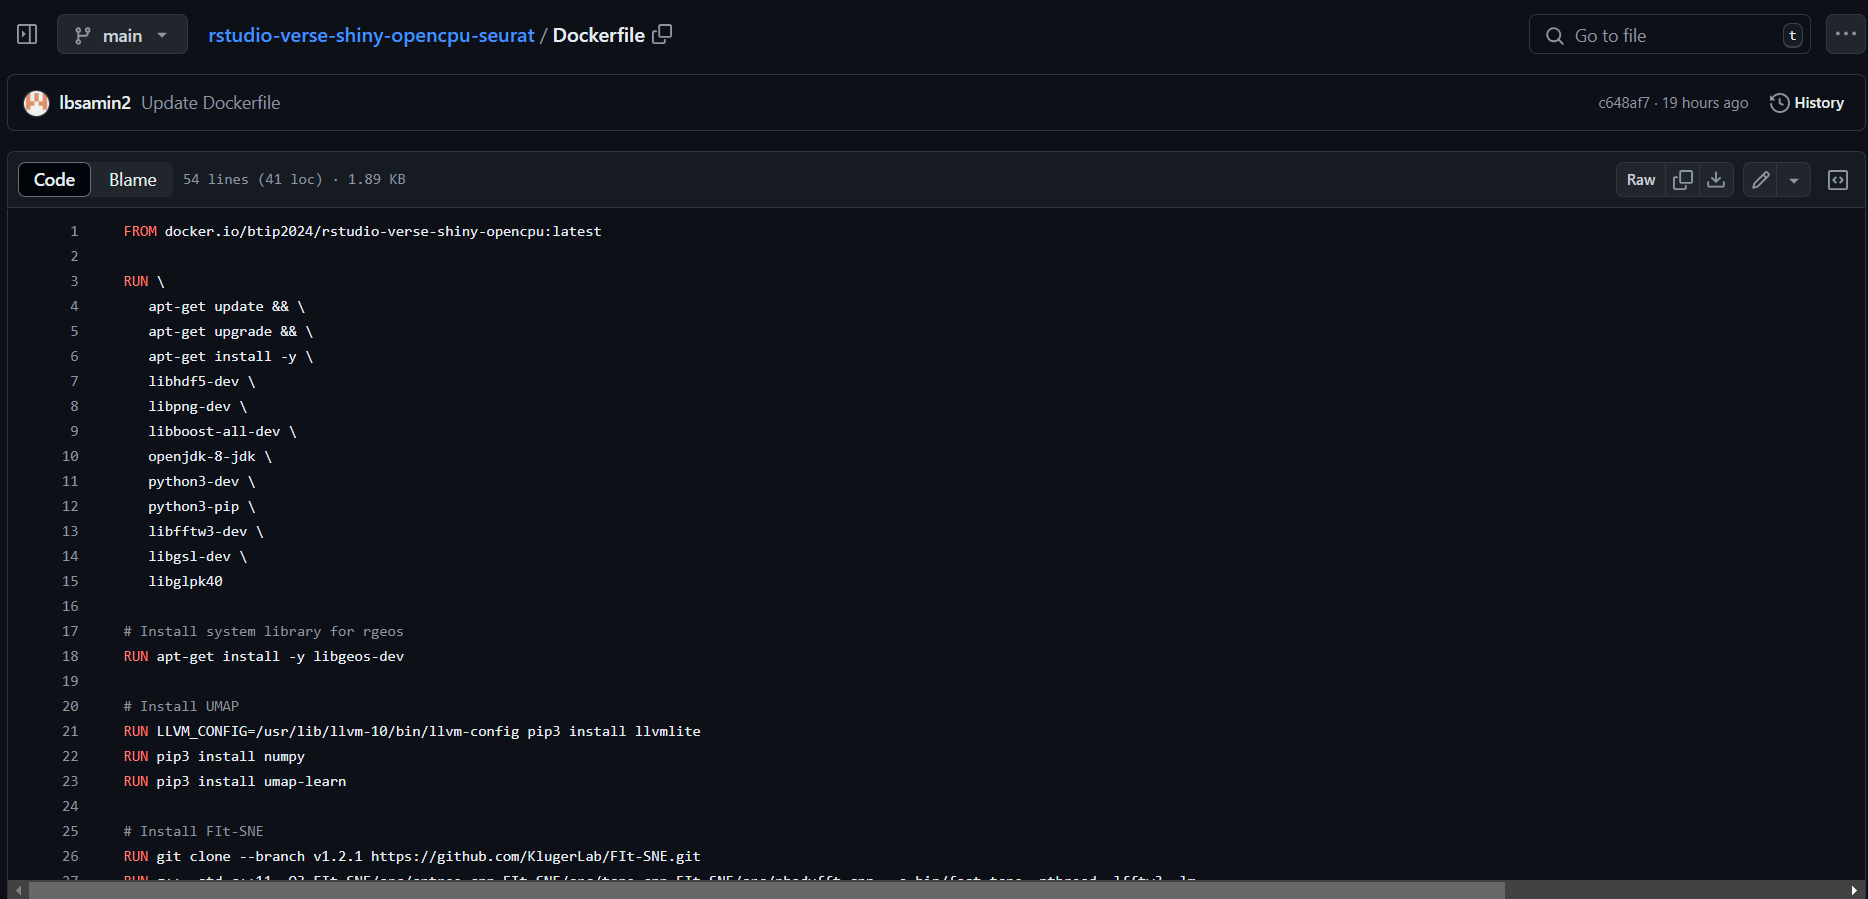 main
rstudio-verse-shiny-opencpu-seurat / Dockerfile
Go to file
t
lbsamin2 Update Dockerfile
c648af7 · 19 hours ago
History
Code
Blame
54 lines (41 loc) · 1.89 KB
Raw
1 FROM docker.io/btip2024/rstudio-verse-shiny-opencpu:latest
2
3 RUN \
4 apt-get update && \
5 apt-get upgrade && \
6 apt-get install -y \
7 libhdf5-dev \
8 libpng-dev \
9 libboost-all-dev \
10 openjdk-8-jdk \
11 python3-dev \
12 python3-pip \
13 libfftw3-dev \
14 libgsl-dev \
15 libglpk40
16
17 # Install system library for rgeos
18 RUN apt-get install -y libgeos-dev
19
20 # Install UMAP
21 RUN LLVM_CONFIG=/usr/lib/llvm-10/bin/llvm-config pip3 install llvmlite
22 RUN pip3 install numpy
23 RUN pip3 install umap-learn
24
25 # Install FIt-SNE
26 RUN git clone --branch v1.2.1 https://github.com/KlugerLab/FIt-SNE.git